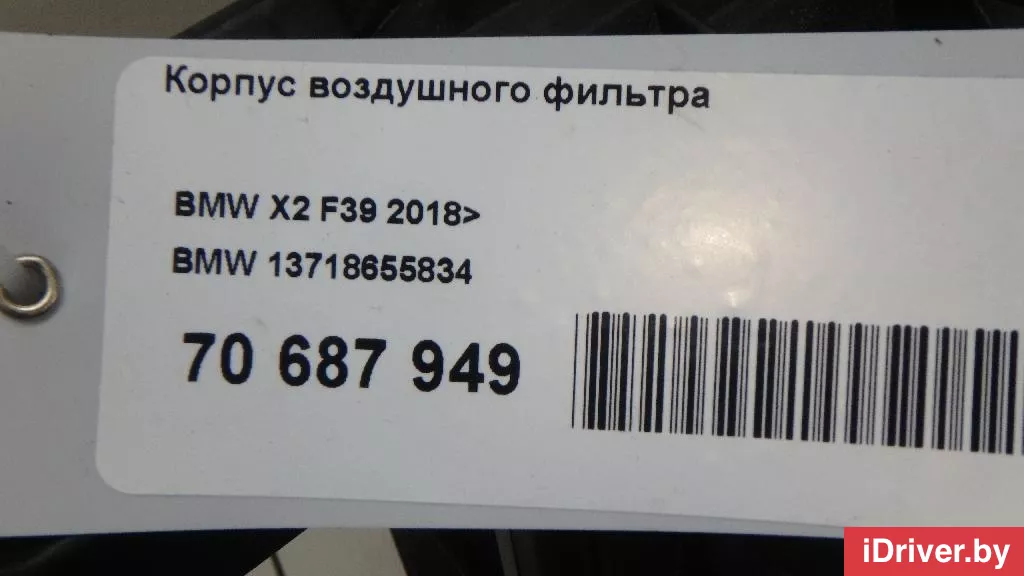 Корпус воздушного фильтра
BMW X2 F39 2018>
BMW 13718655834
70 687 949
iDriver.by